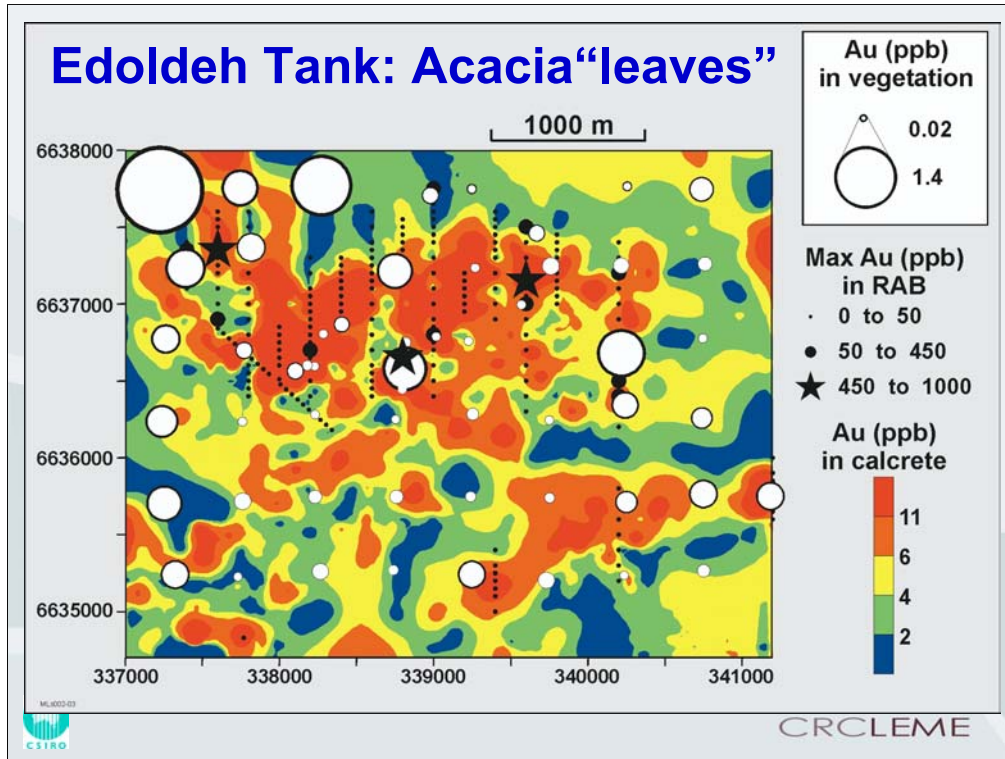 Edoldeh Tank: Acacia“leaves”
Au (ppb)
in vegetation
0.02
1.4
1000 m
6638000
6637000
6636000
6635000
337000
338000
339000
340000
341000
Max Au (ppb)
in RAB
0 to 50
50 to 450
450 to 1000
Au (ppb)
in calcrete
11
6
4
2
MLs002-03
CSIRO
CRCLEME